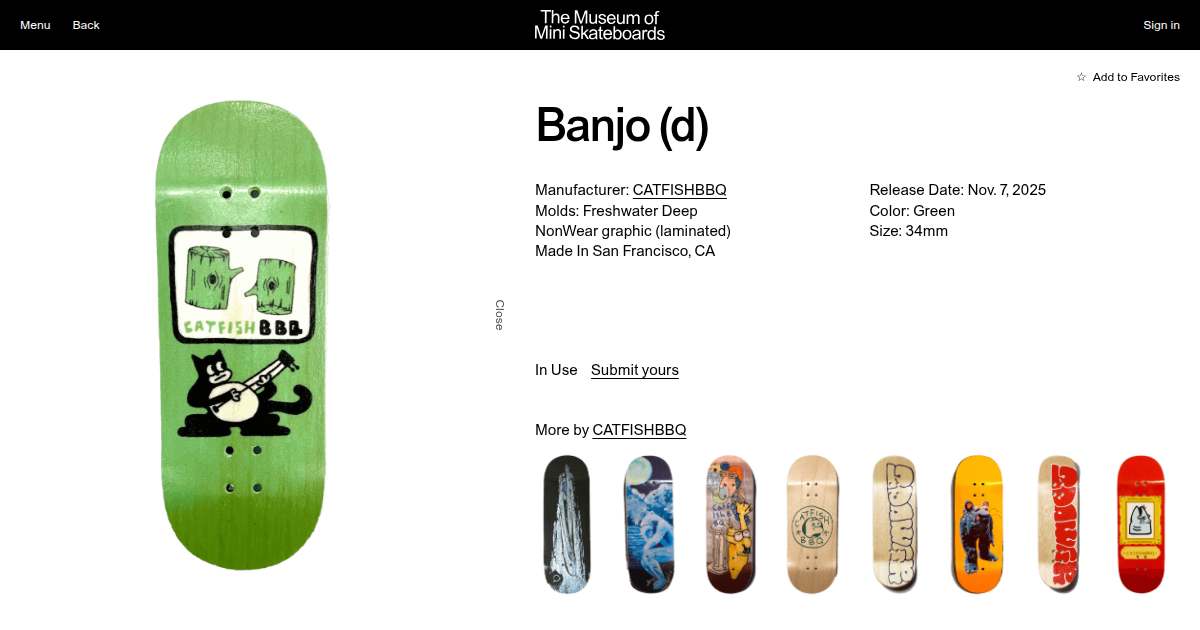 Menu
Back
The Museum of
Mini Skateboards
Sign in
☆ Add to Favorites
Banjo (d)
Manufacturer: CATFISHBBQ
Molds: Freshwater Deep
NonWear graphic (laminated)
Made In San Francisco, CA
Release Date: Nov. 7, 2025
Color: Green
Size: 34mm
CATFISHBBQ
Close
In Use
Submit yours
More by CATFISHBBQ
CATFISH
BBQ